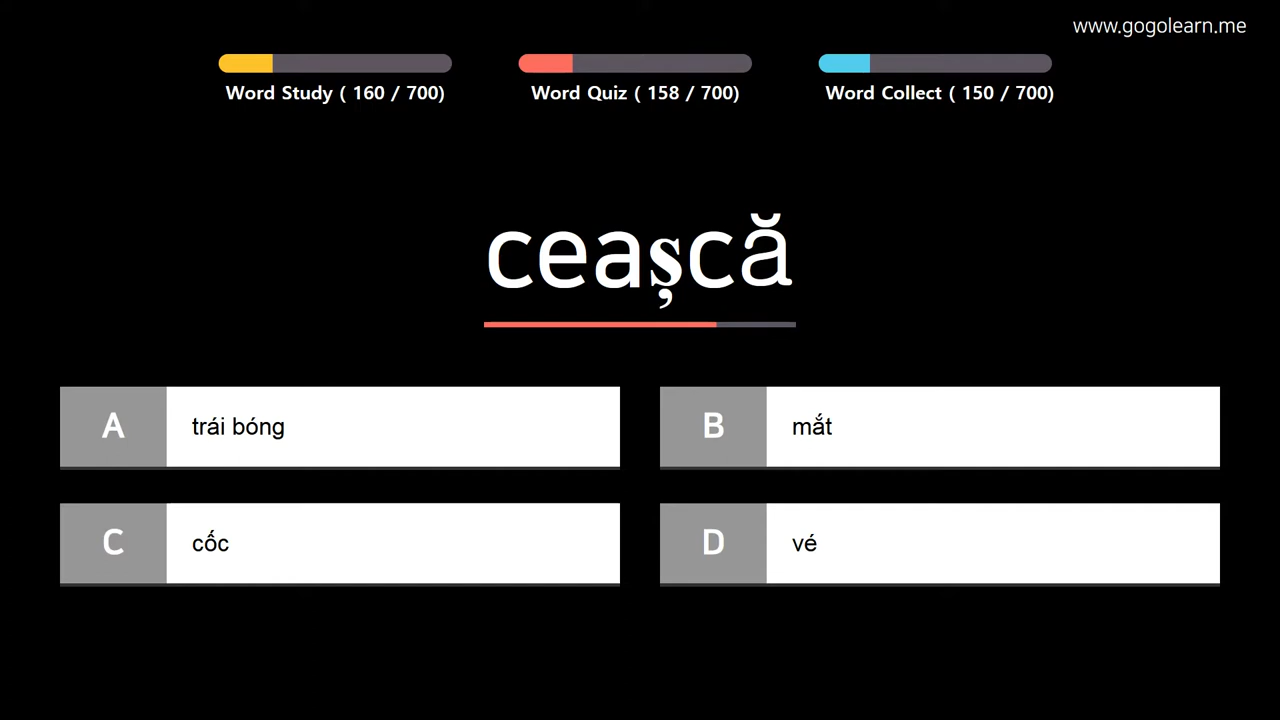 www.gogolearn.me
Word Study ( 160 / 700)
Word Quiz ( 158 / 700)
Word Collect ( 150 / 700)
ceașcă
A trái bóng
B mắt
C cốc
D vé